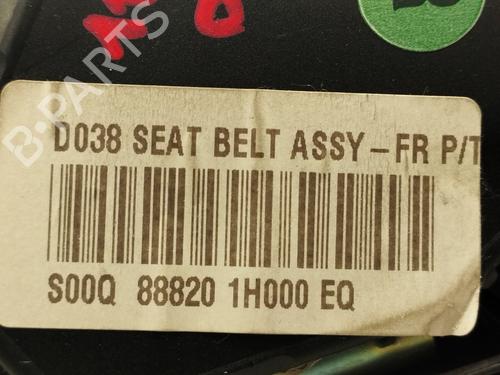 B-PARTS
D038 SEAT BELT ASSY-FR P/T
S00Q 88820 1H000 EQ